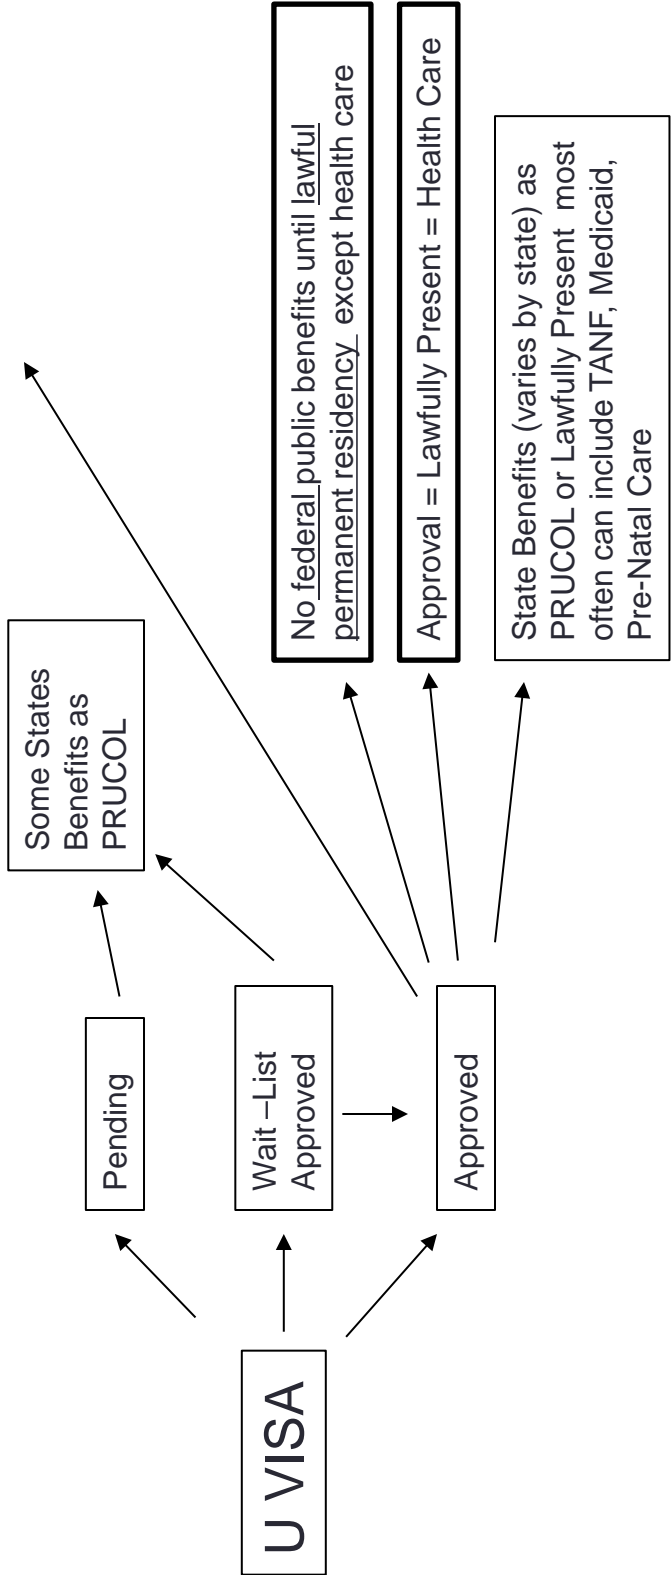 U VISA
Pending
Wait –List
Approved
Approved
Some States
Benefits as
PRUCOL
No federal public benefits until lawful
permanent residency  except health care
Approval = Lawfully Present = Health Care
State Benefits (varies by state) as
PRUCOL or Lawfully Present  most
often can include TANF, Medicaid,
Pre-Natal Care